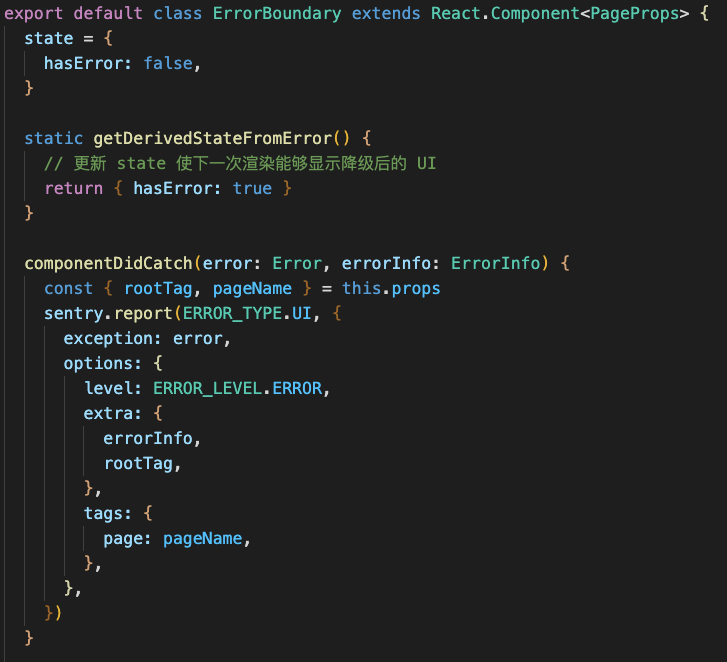 export default class ErrorBoundary extends React.Component<PageProps> {
  state = {
    hasError: false,
  }

  static getDerivedStateFromError() {
    // 更新 state 使下一次渲染能够显示降级后的 UI
    return { hasError: true }
  }

  componentDidCatch(error: Error, errorInfo: ErrorInfo) {
    const { rootTag, pageName } = this.props
    sentry.report(ERROR_TYPE.UI, {
      exception: error,
      options: {
        level: ERROR_LEVEL.ERROR,
        extra: {
          errorInfo,
          rootTag,
        },
        tags: {
          page: pageName,
        },
      },
    })
  }